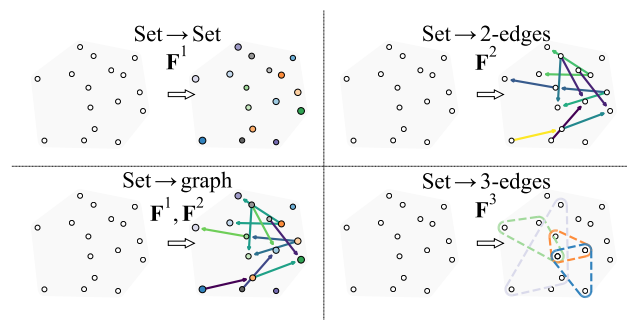 Set → Set
F¹
Set → 2-edges
F²
Set → graph
F¹, F²
Set → 3-edges
F³